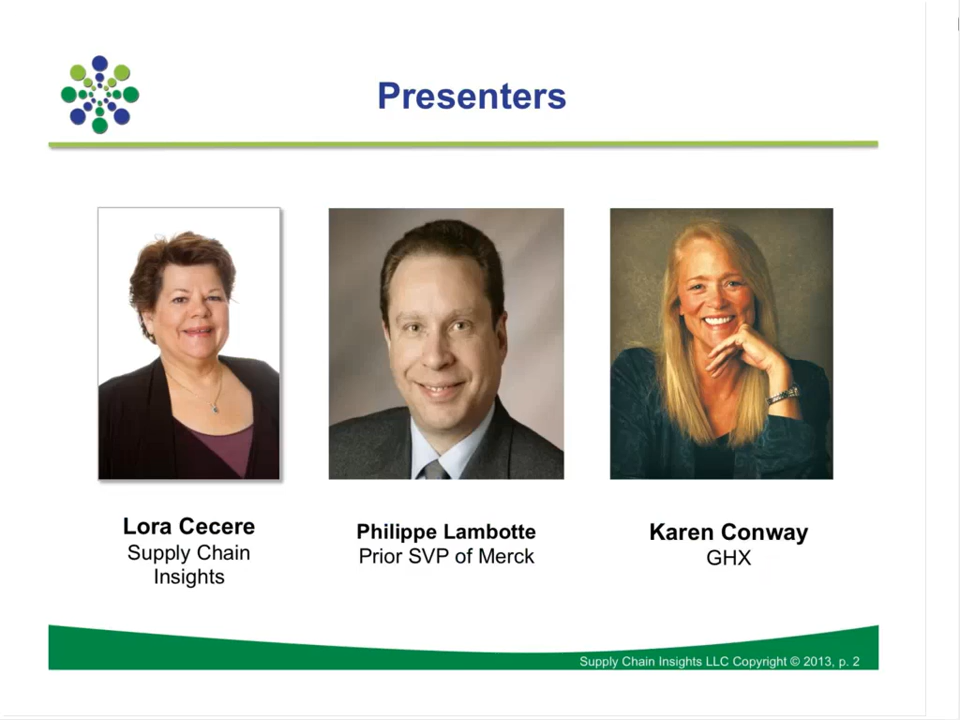 Presenters
Lora Cecere
Supply Chain
Insights
Philippe Lambotte
Prior SVP of Merck
Karen Conway
GHX
Supply Chain Insights LLC Copyright © 2013, p. 2